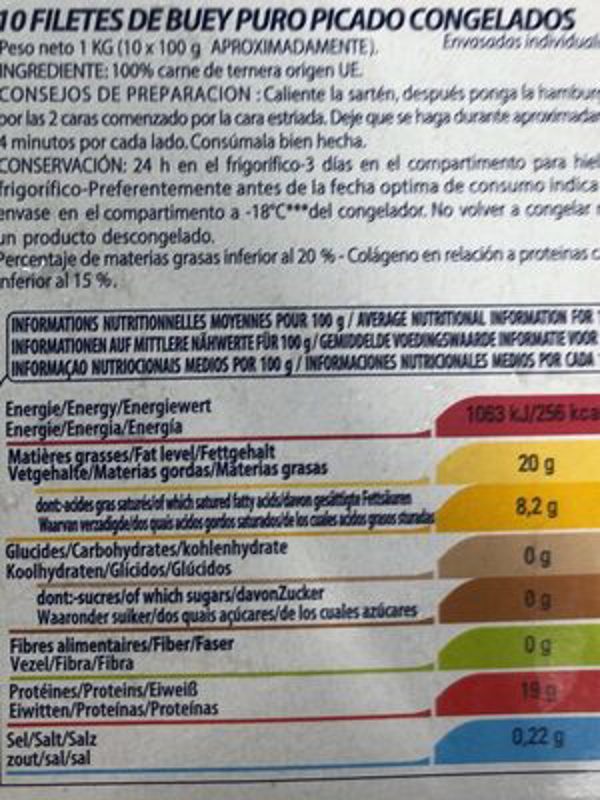 10 FILETES DE BUEY PURO PICADO CONGELADOS
Peso neto 1 KG (10 x 100 g APROXIMADAMENTE).
Envasados individual
INGREDIENTE: 100% carne de ternera origen UE.
CONSEJOS DE PREPARACION : Caliente la sartén, después ponga la hambur
por las 2 caras comenzado por la cara estriada. Deje que se haga durante aproximadam
4 minutos por cada lado. Consúmala bien hecha.
CONSERVACIÓN: 24 h en el frigorífico-3 días en el compartimento para hiel
frigorífico-Preferentemente antes de la fecha optima de consumo indica
envase en el compartimento a -18°C***del congelador. No volver a congelar
un producto descongelado.
Percentaje de materias grasas inferior al 20 % - Colágeno en relación a proteinas c
inferior al 15 %.
INFORMATIONS NUTRITIONNELLES MOYENNES POUR 100 g / AVERAGE NUTRITIONAL INFORMATION FOR 1
INFORMATIONEN AUF MITTLERE NÄHWERTE FÜR 100 g / GEMIDDELDE VOEDINGSWAARDE INFORMATIE VOOR
INFORMAÇAO NUTRIOCIONAIS MEDIOS POR 100 g / INFORMACIONES NUTRICIONALES MEDIOS POR CADA
Energie/Energy/Energiewert
Energie/Energia/Energía
1063 kJ/256 kca
Matières grasses/Fat level/Fettgehalt
Vetgehalte/Materias gordas/Materias grasas
20 g
dont:-acides gras saturés/of which satured fatty acids/davon gesättigte Fettsäuren
Waarvan verzadigde/dos quais acidos gordos saturados/de los cuales acidos grasos sturadas
8,2 g
Glucides/Carbohydrates/kohlenhydrate
Koolhydraten/Glicidos/Glúcidos
0 g
dont:-sucres/of which sugars/davonZucker
Waaronder suiker/dos quais açúcares/de los cuales azúcares
0 g
Fibres alimentaires/Fiber/Faser
Vezel/Fibra/Fibra
0 g
Protéines/Proteins/Eiweiß
Eiwitten/Proteínas/Proteínas
19 g
Sel/Salt/Salz
zout/sal/sal
0,22 g